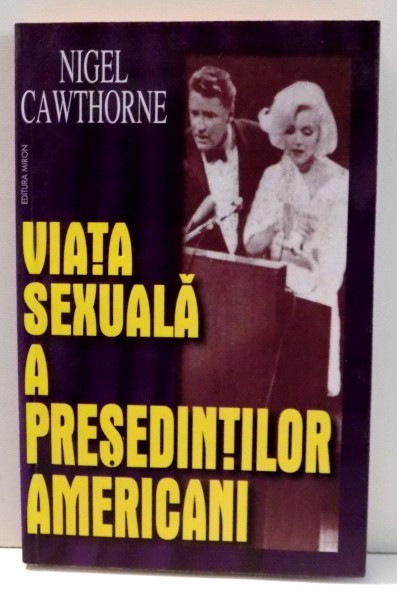 NIGEL
CAWTHORNE
EDITURA MIRON
VIAȚA
SEXUALĂ
A
PREȘEDINȚILOR
AMERICANI